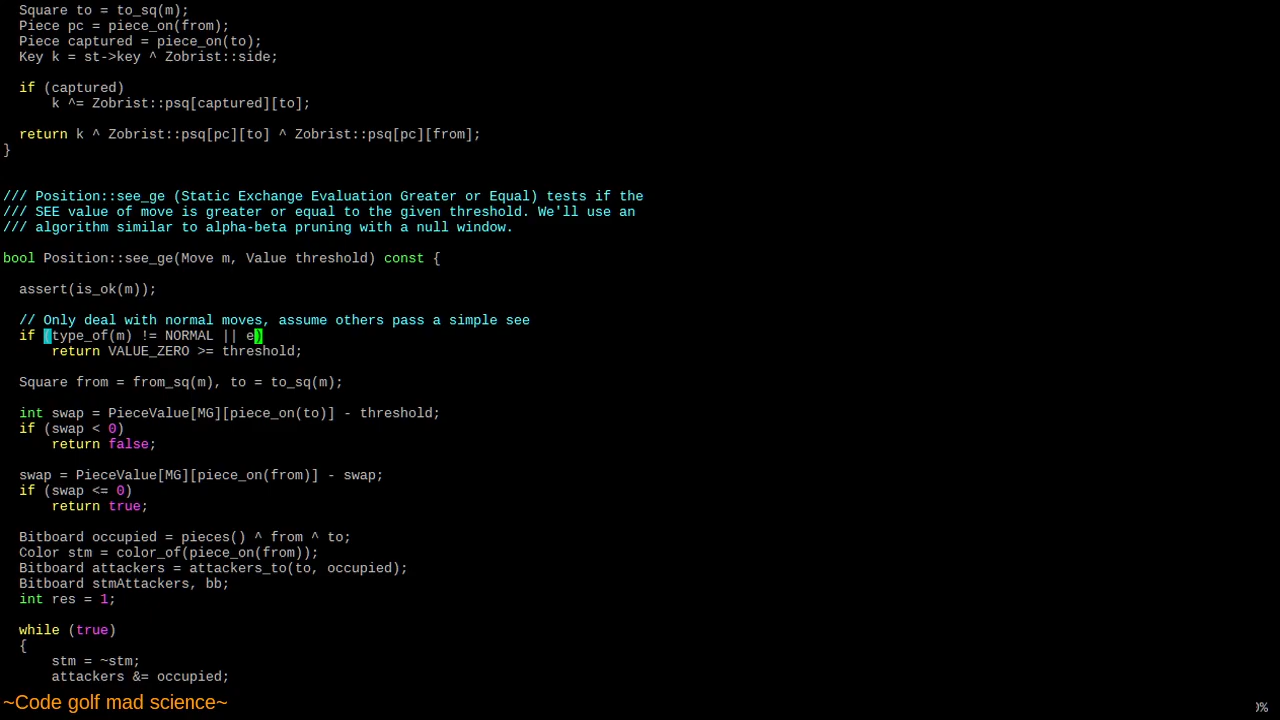 Square to = to_sq(m);
Piece pc = piece_on(from);
Piece captured = piece_on(to);
Key k = st->key ^ Zobrist::side;
if (captured)
k ^= Zobrist::psq[captured][to];
return k ^ Zobrist::psq[pc][to] ^ Zobrist::psq[pc][from];
}
/// Position::see_ge (Static Exchange Evaluation Greater or Equal) tests if the
/// SEE value of move is greater or equal to the given threshold. We'll use an
/// algorithm similar to alpha-beta pruning with a null window.
bool Position::see_ge(Move m, Value threshold) const {
assert(is_ok(m));
// Only deal with normal moves, assume others pass a simple see
if (type_of(m) != NORMAL || e)
return VALUE_ZERO >= threshold;
Square from = from_sq(m), to = to_sq(m);
int swap = PieceValue[MG][piece_on(to)] - threshold;
if (swap < 0)
return false;
swap = PieceValue[MG][piece_on(from)] - swap;
if (swap <= 0)
return true;
Bitboard occupied = pieces() ^ from ^ to;
Color stm = color_of(piece_on(from));
Bitboard attackers = attackers_to(to, occupied);
Bitboard stmAttackers, bb;
int res = 1;
while (true)
{
stm = ~stm;
attackers &= occupied;
~Code golf mad science~